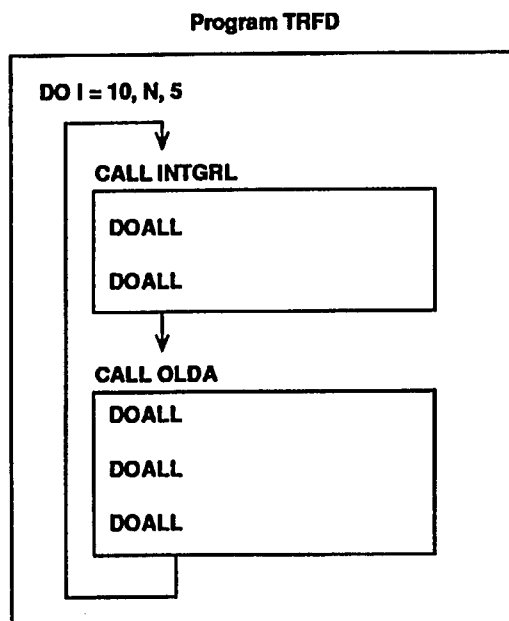 Program TRFD
DO I = 10, N, 5
CALL INTGRL
DOALL
DOALL
CALL OLDA
DOALL
DOALL
DOALL